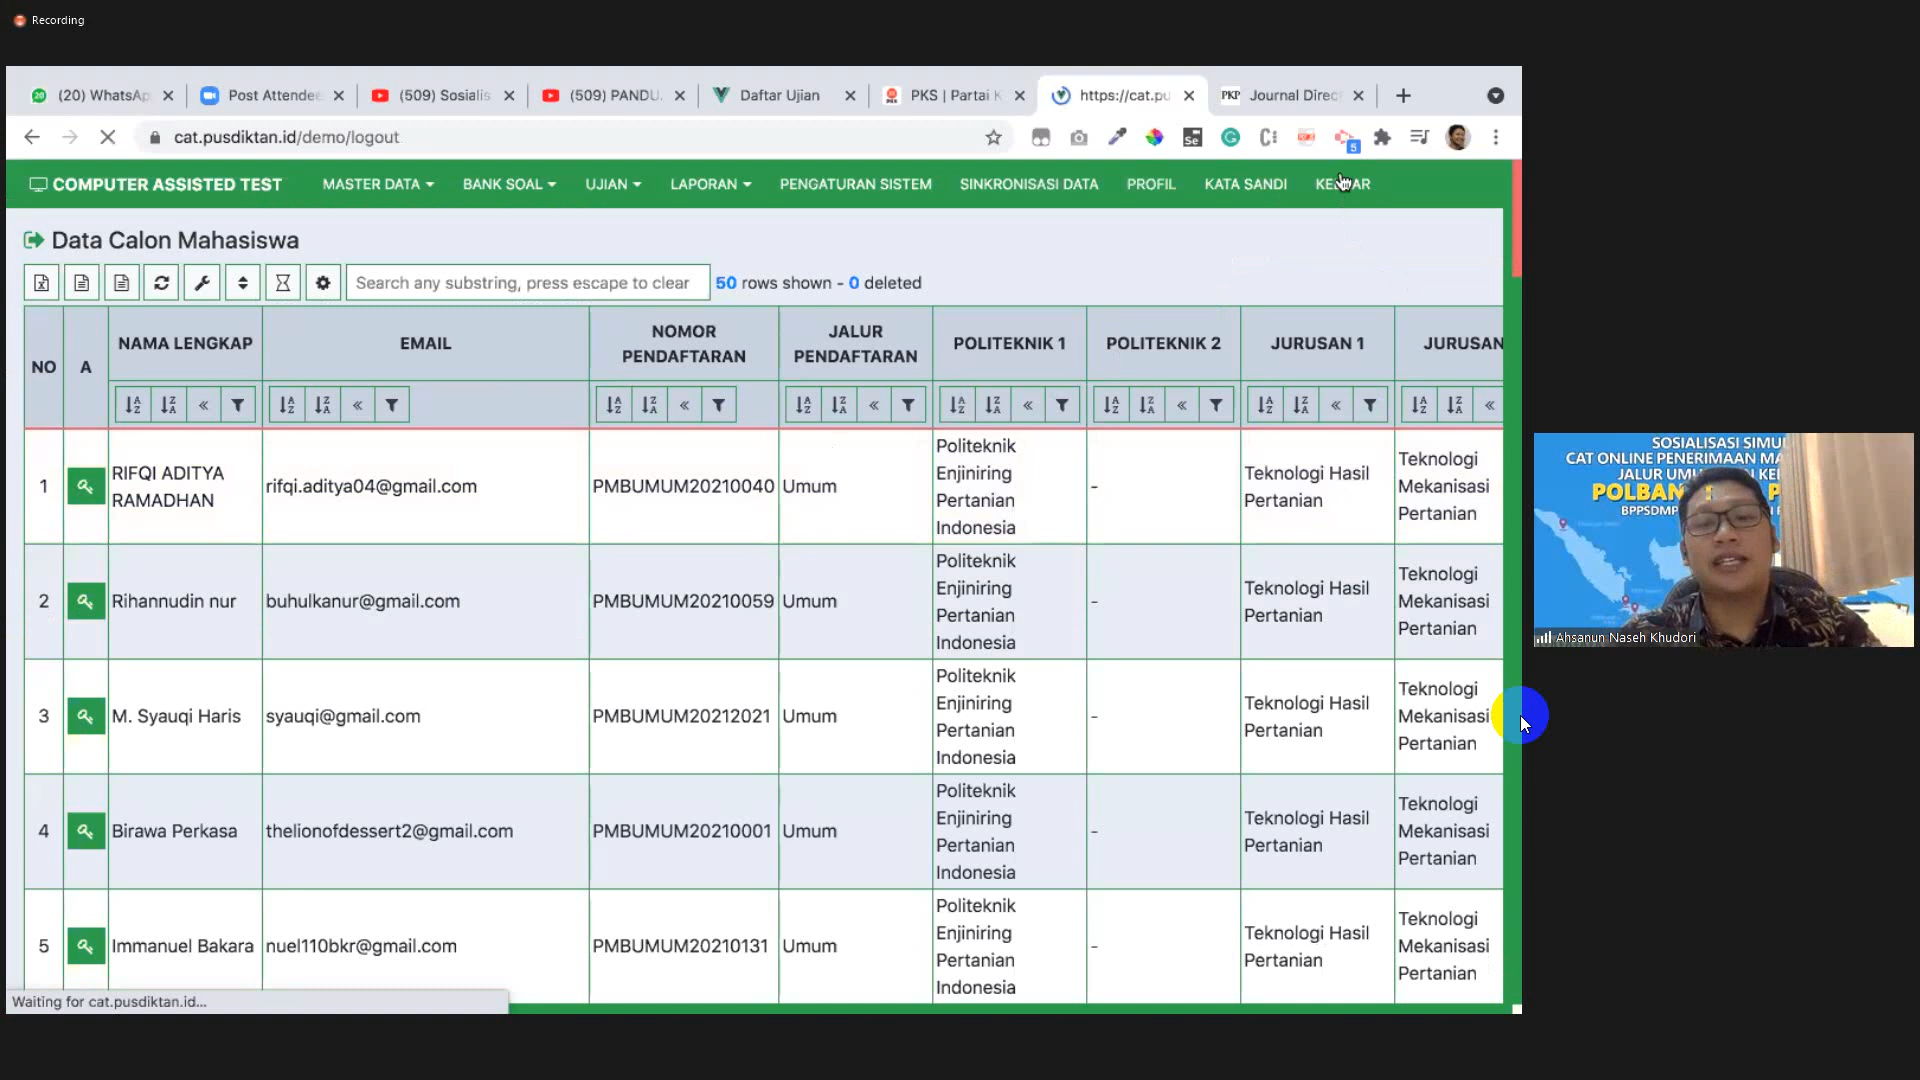 Recording
(20) WhatsAp
Post Attende
(509) Sosialis
(509) PANDU
Daftar Ujian
PKS | Partai K
https://cat.pu
PKP Journal Direc
cat.pusdiktan.id/demo/logout
Se
5
COMPUTER ASSISTED TEST
MASTER DATA
BANK SOAL
UJIAN
LAPORAN
PENGATURAN SISTEM
SINKRONISASI DATA
PROFIL
KATA SANDI
Data Calon Mahasiswa
Search any substring, press escape to clear
50 rows shown - 0 deleted
NO
A
NAMA LENGKAP
EMAIL
NOMOR
PENDAFTARAN
JALUR
PENDAFTARAN
POLITEKNIK 1
POLITEKNIK 2
JURUSAN 1
JURUSAN
1
RIFQI ADITYA
RAMADHAN
rifqi.aditya04@gmail.com
PMBUMUM20210040
Umum
Politeknik
Enjiniring
Pertanian
Indonesia
-
Teknologi Hasil
Pertanian
Teknologi
Mekanisasi
Pertanian
2
Rihannudin nur
buhulkanur@gmail.com
PMBUMUM20210059
Umum
Politeknik
Enjiniring
Pertanian
Indonesia
-
Teknologi Hasil
Pertanian
Teknologi
Mekanisasi
Pertanian
3
M. Syauqi Haris
syauqi@gmail.com
PMBUMUM20212021
Umum
Politeknik
Enjiniring
Pertanian
Indonesia
-
Teknologi Hasil
Pertanian
Teknologi
Mekanisasi
Pertanian
4
Birawa Perkasa
thelionofdessert2@gmail.com
PMBUMUM20210001
Umum
Politeknik
Enjiniring
Pertanian
Indonesia
-
Teknologi Hasil
Pertanian
Teknologi
Mekanisasi
Pertanian
5
Immanuel Bakara
nuel110bkr@gmail.com
PMBUMUM20210131
Umum
Politeknik
Enjiniring
Pertanian
Indonesia
-
Teknologi Hasil
Pertanian
Teknologi
Mekanisasi
Pertanian
Waiting for cat.pusdiktan.id...
SOSIALISASI SIMU
CAT ONLINE PENERIMAAN MA
JALUR UMU
POLBAN
BPPSDMP
Ahsanun Naseh Khudori